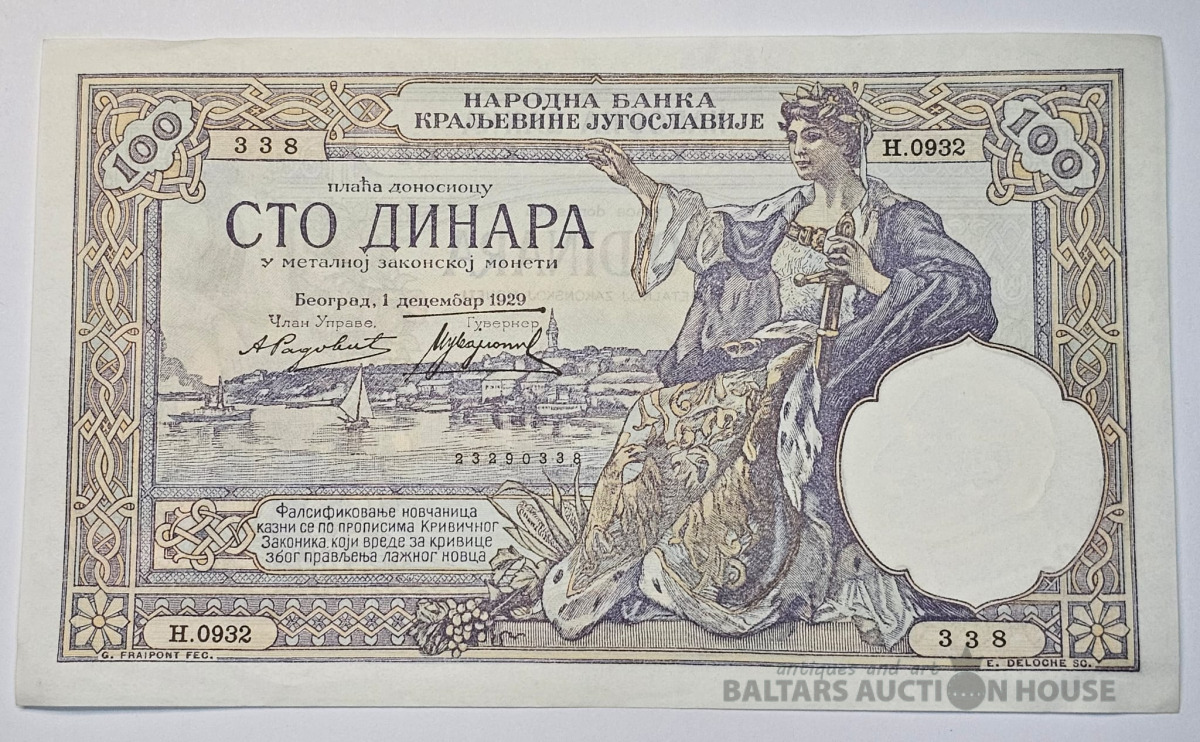 НАРОДНА БАНКА
КРАЉЕВИНЕ ЈУГОСЛАВИЈЕ
100
100
338
Н.0932
плаћа доносиоцу
СТО ДИНАРА
у металној законској монети
Београд, 1 децембар 1929
Члан Управе,
Гувернер
А Радовић
23290338
Фалсификовање новчаница
казни се по прописима Кривичног
Законика, који вреде за кривице
због прављења лажног новца
Н.0932
338
G. FRAIPONT FEC.
E. DELOCHE SC.
antiques and art
BALTARS AUCTION HOUSE